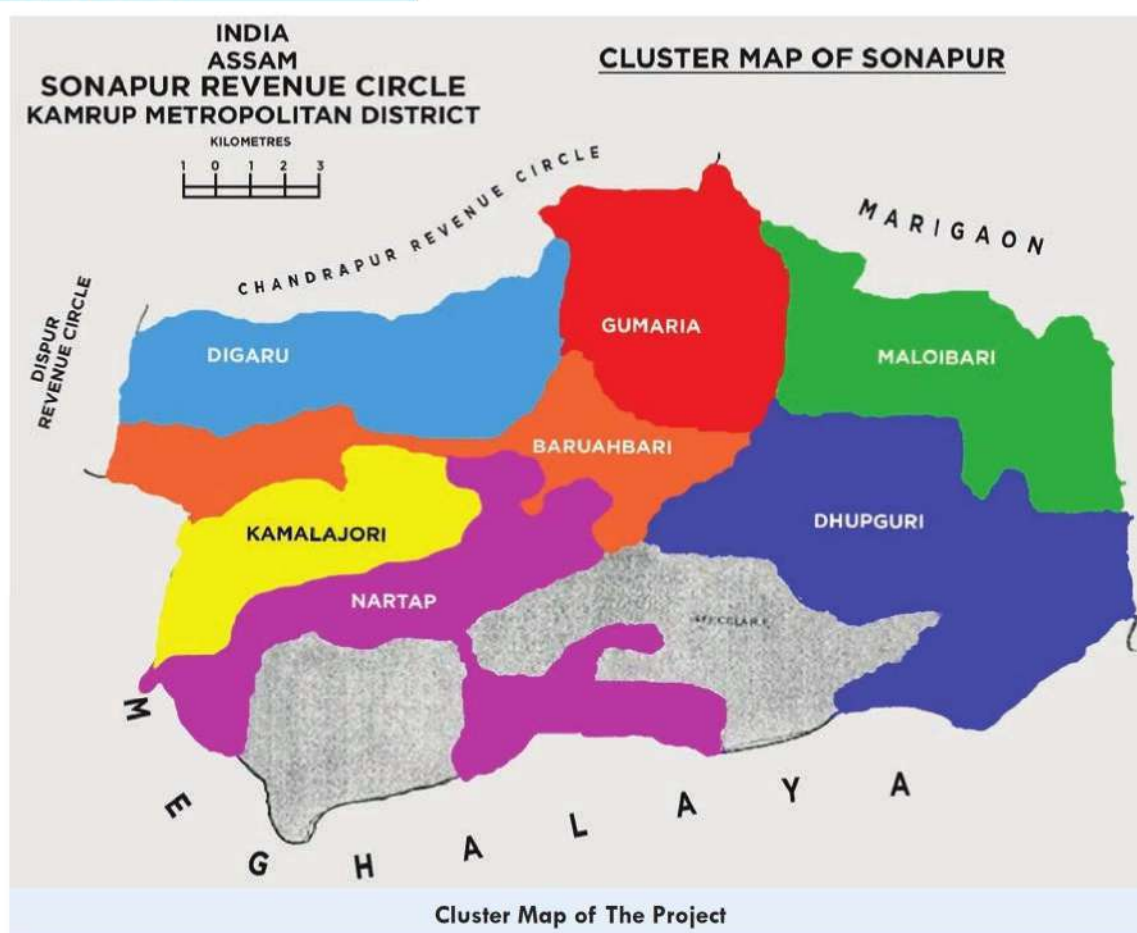 INDIA
ASSAM
SONAPUR REVENUE CIRCLE
KAMRUP METROPOLITAN DISTRICT
KILOMETRES
1 0 1 2 3
CLUSTER MAP OF SONAPUR
CHANDRAPUR REVENUE CIRCLE
MARIGAON
DISPUR
REVENUE CIRCLE
DIGARU
GUMARIA
MALOIBARI
BARUAHBARI
KAMALAJORI
DHUPGURI
NARTAP
MEGHALAYA
Cluster Map of The Project